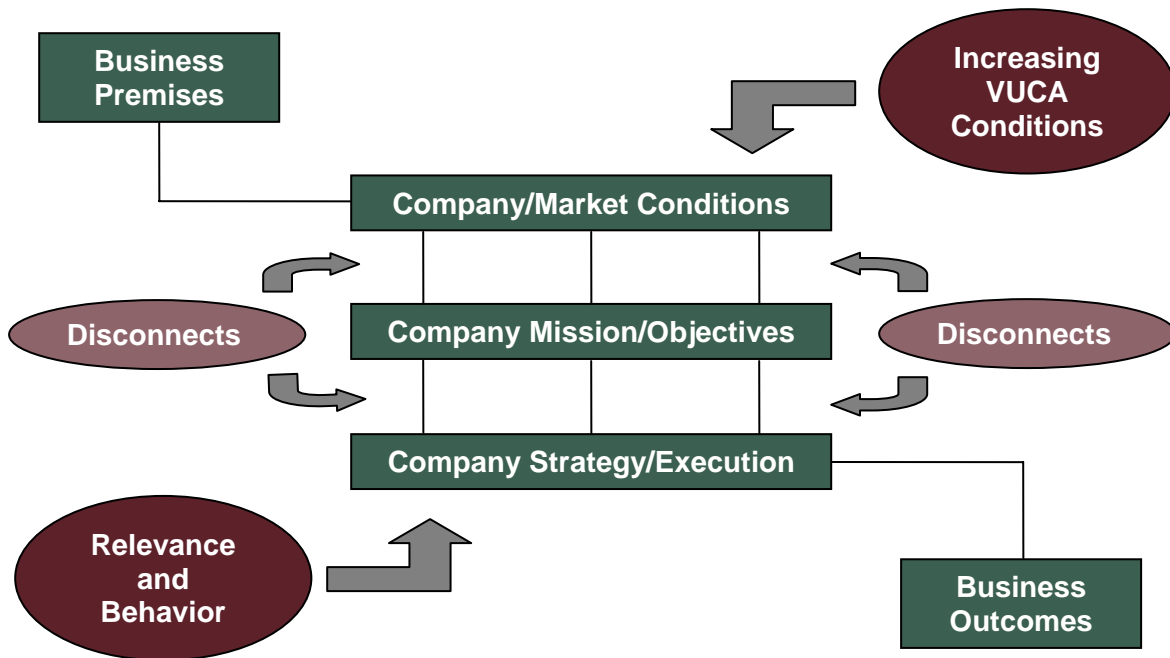 Business
Premises
Increasing
VUCA
Conditions
Company/Market Conditions
Disconnects
Company Mission/Objectives
Disconnects
Company Strategy/Execution
Relevance
and
Behavior
Business
Outcomes